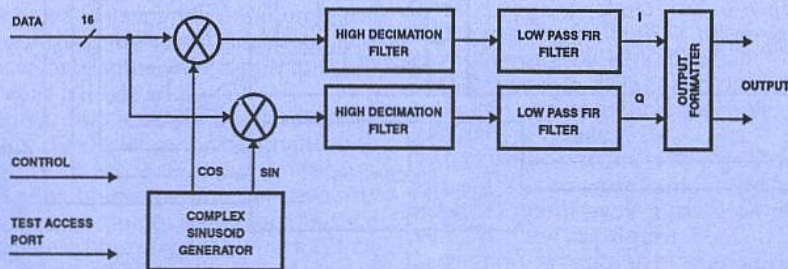 DATA
16
HIGH DECIMATION
FILTER
LOW PASS FIR
FILTER
I
OUTPUT
FORMATTER
OUTPUT
HIGH DECIMATION
FILTER
LOW PASS FIR
FILTER
Q
COS
SIN
CONTROL
TEST ACCESS
PORT
COMPLEX
SINUSOID
GENERATOR